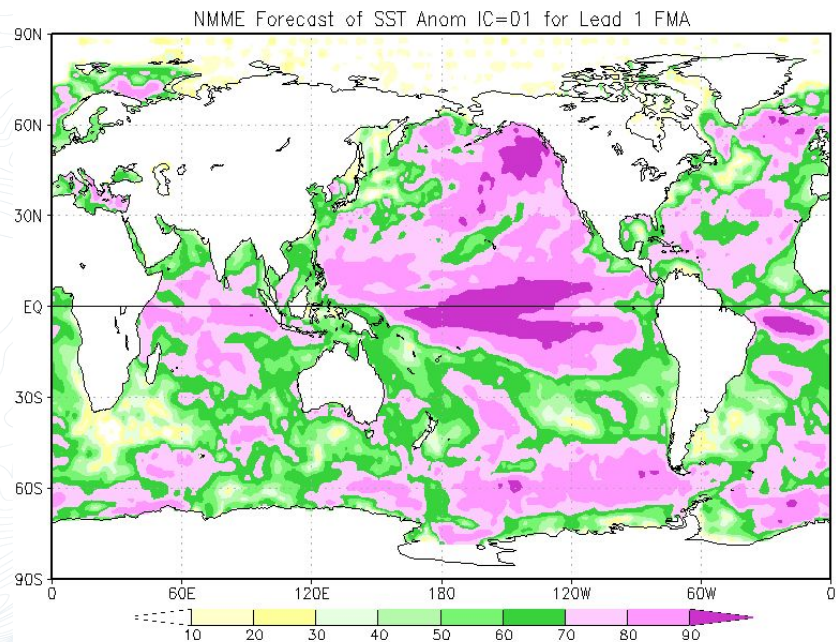 NMME Forecast of SST Anom IC=01 for Lead 1 FMA
90N
60N
30N
EQ
30S
60S
90S
0 60E 120E 180 120W 60W 0
10 20 30 40 50 60 70 80 90